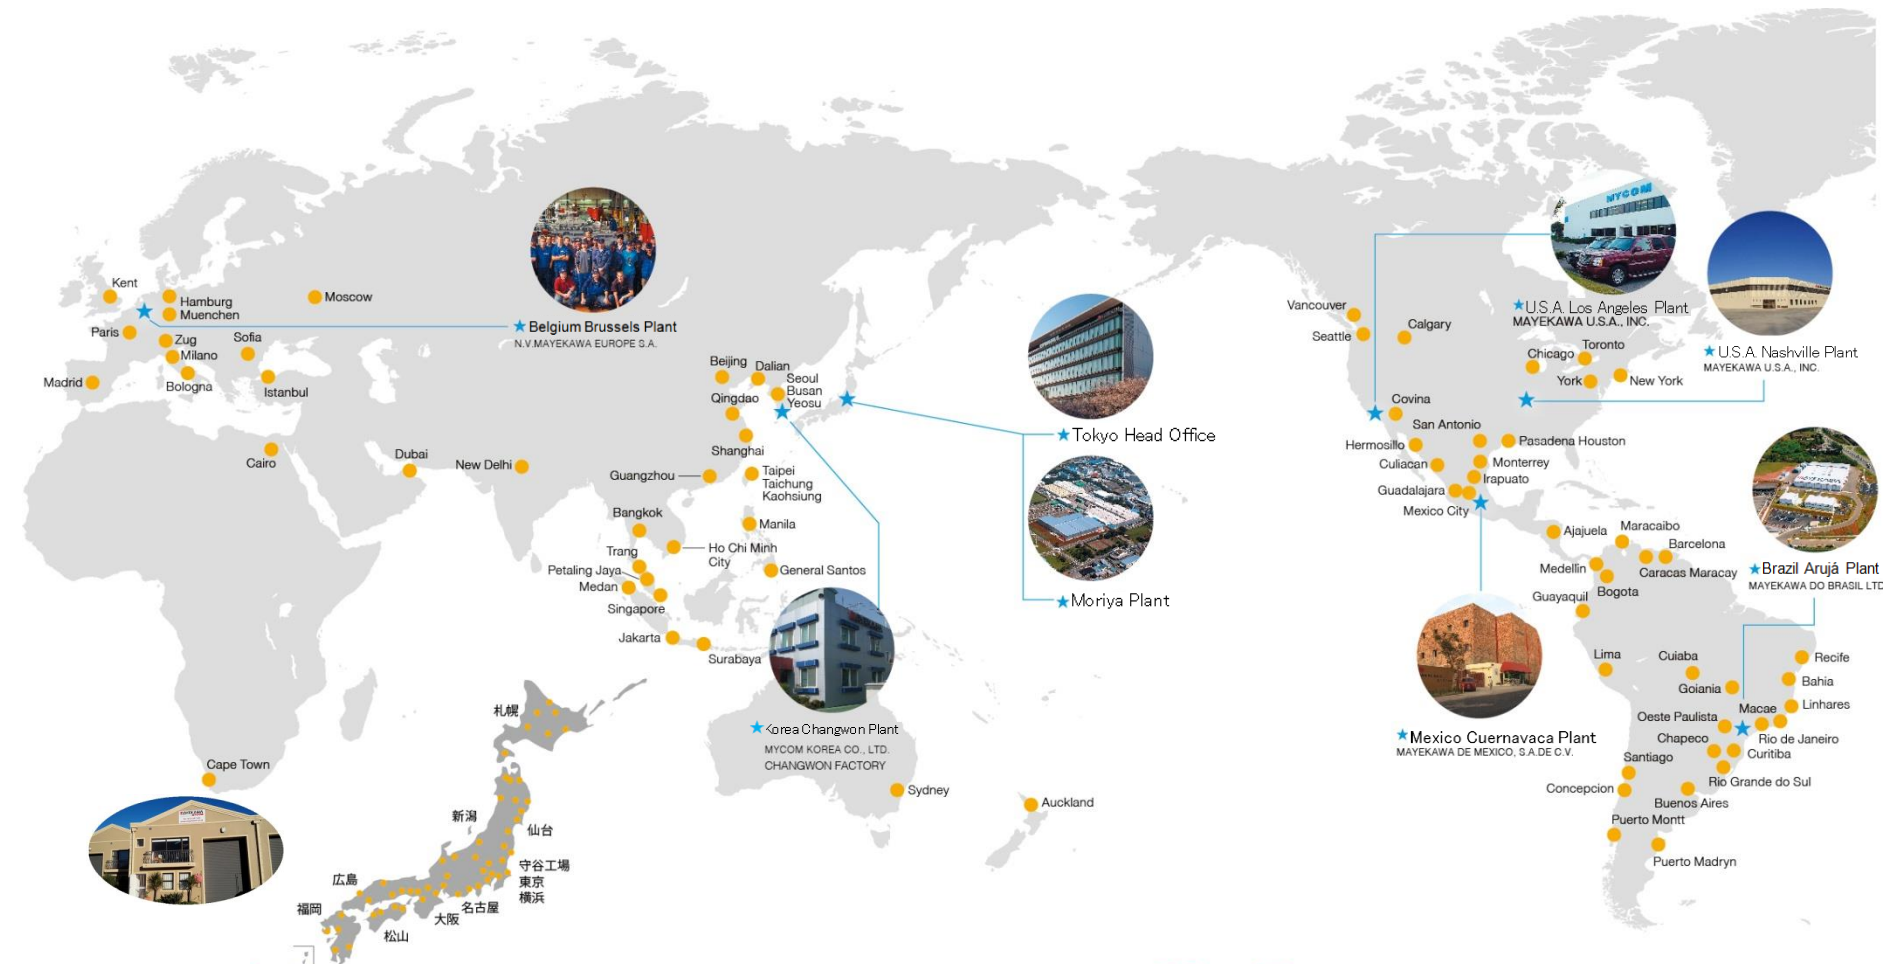 Kent
Hamburg
Muenchen
Moscow
Paris
Zug
Milano
Sofia
Madrid
Bologna
Istanbul
★Belgium Brussels Plant
N.V.MAYEKAWA EUROPE S.A.
Cairo
Dubai
New Delhi
Cape Town
Beijing
Dalian
Seoul
Busan
Yeosu
Qingdao
Shanghai
Guangzhou
Taipei
Taichung
Kaohsiung
Bangkok
Manila
Trang
Ho Chi Minh
City
Petaling Jaya
General Santos
Medan
Singapore
Jakarta
Surabaya
★Korea Changwon Plant
MYCOM KOREA CO., LTD.
CHANGWON FACTORY
Sydney
Auckland
★Tokyo Head Office
★Moriya Plant
札幌
新潟
仙台
守谷工場
東京
横浜
広島
名古屋
福岡
大阪
松山
MYCOM
★U.S.A. Los Angeles Plant
MAYEKAWA U.S.A., INC.
★U.S.A. Nashville Plant
MAYEKAWA U.S.A., INC.
Vancouver
Seattle
Calgary
Chicago
Toronto
York
New York
Covina
San Antonio
Hermosillo
Pasadena Houston
Culiacan
Monterrey
Irapuato
Guadalajara
Mexico City
★Mexico Cuernavaca Plant
MAYEKAWA DE MEXICO, S.A.DE C.V.
★Brazil Arujá Plant
MAYEKAWA DO BRASIL LTD
Ajajuela
Maracaibo
Barcelona
Medellin
Caracas Maracay
Bogota
Guayaquil
Lima
Cuiaba
Recife
Goiania
Bahia
Macae
Linhares
Oeste Paulista
Rio de Janeiro
Chapeco
Curitiba
Santiago
Rio Grande do Sul
Concepcion
Buenos Aires
Puerto Montt
Puerto Madryn